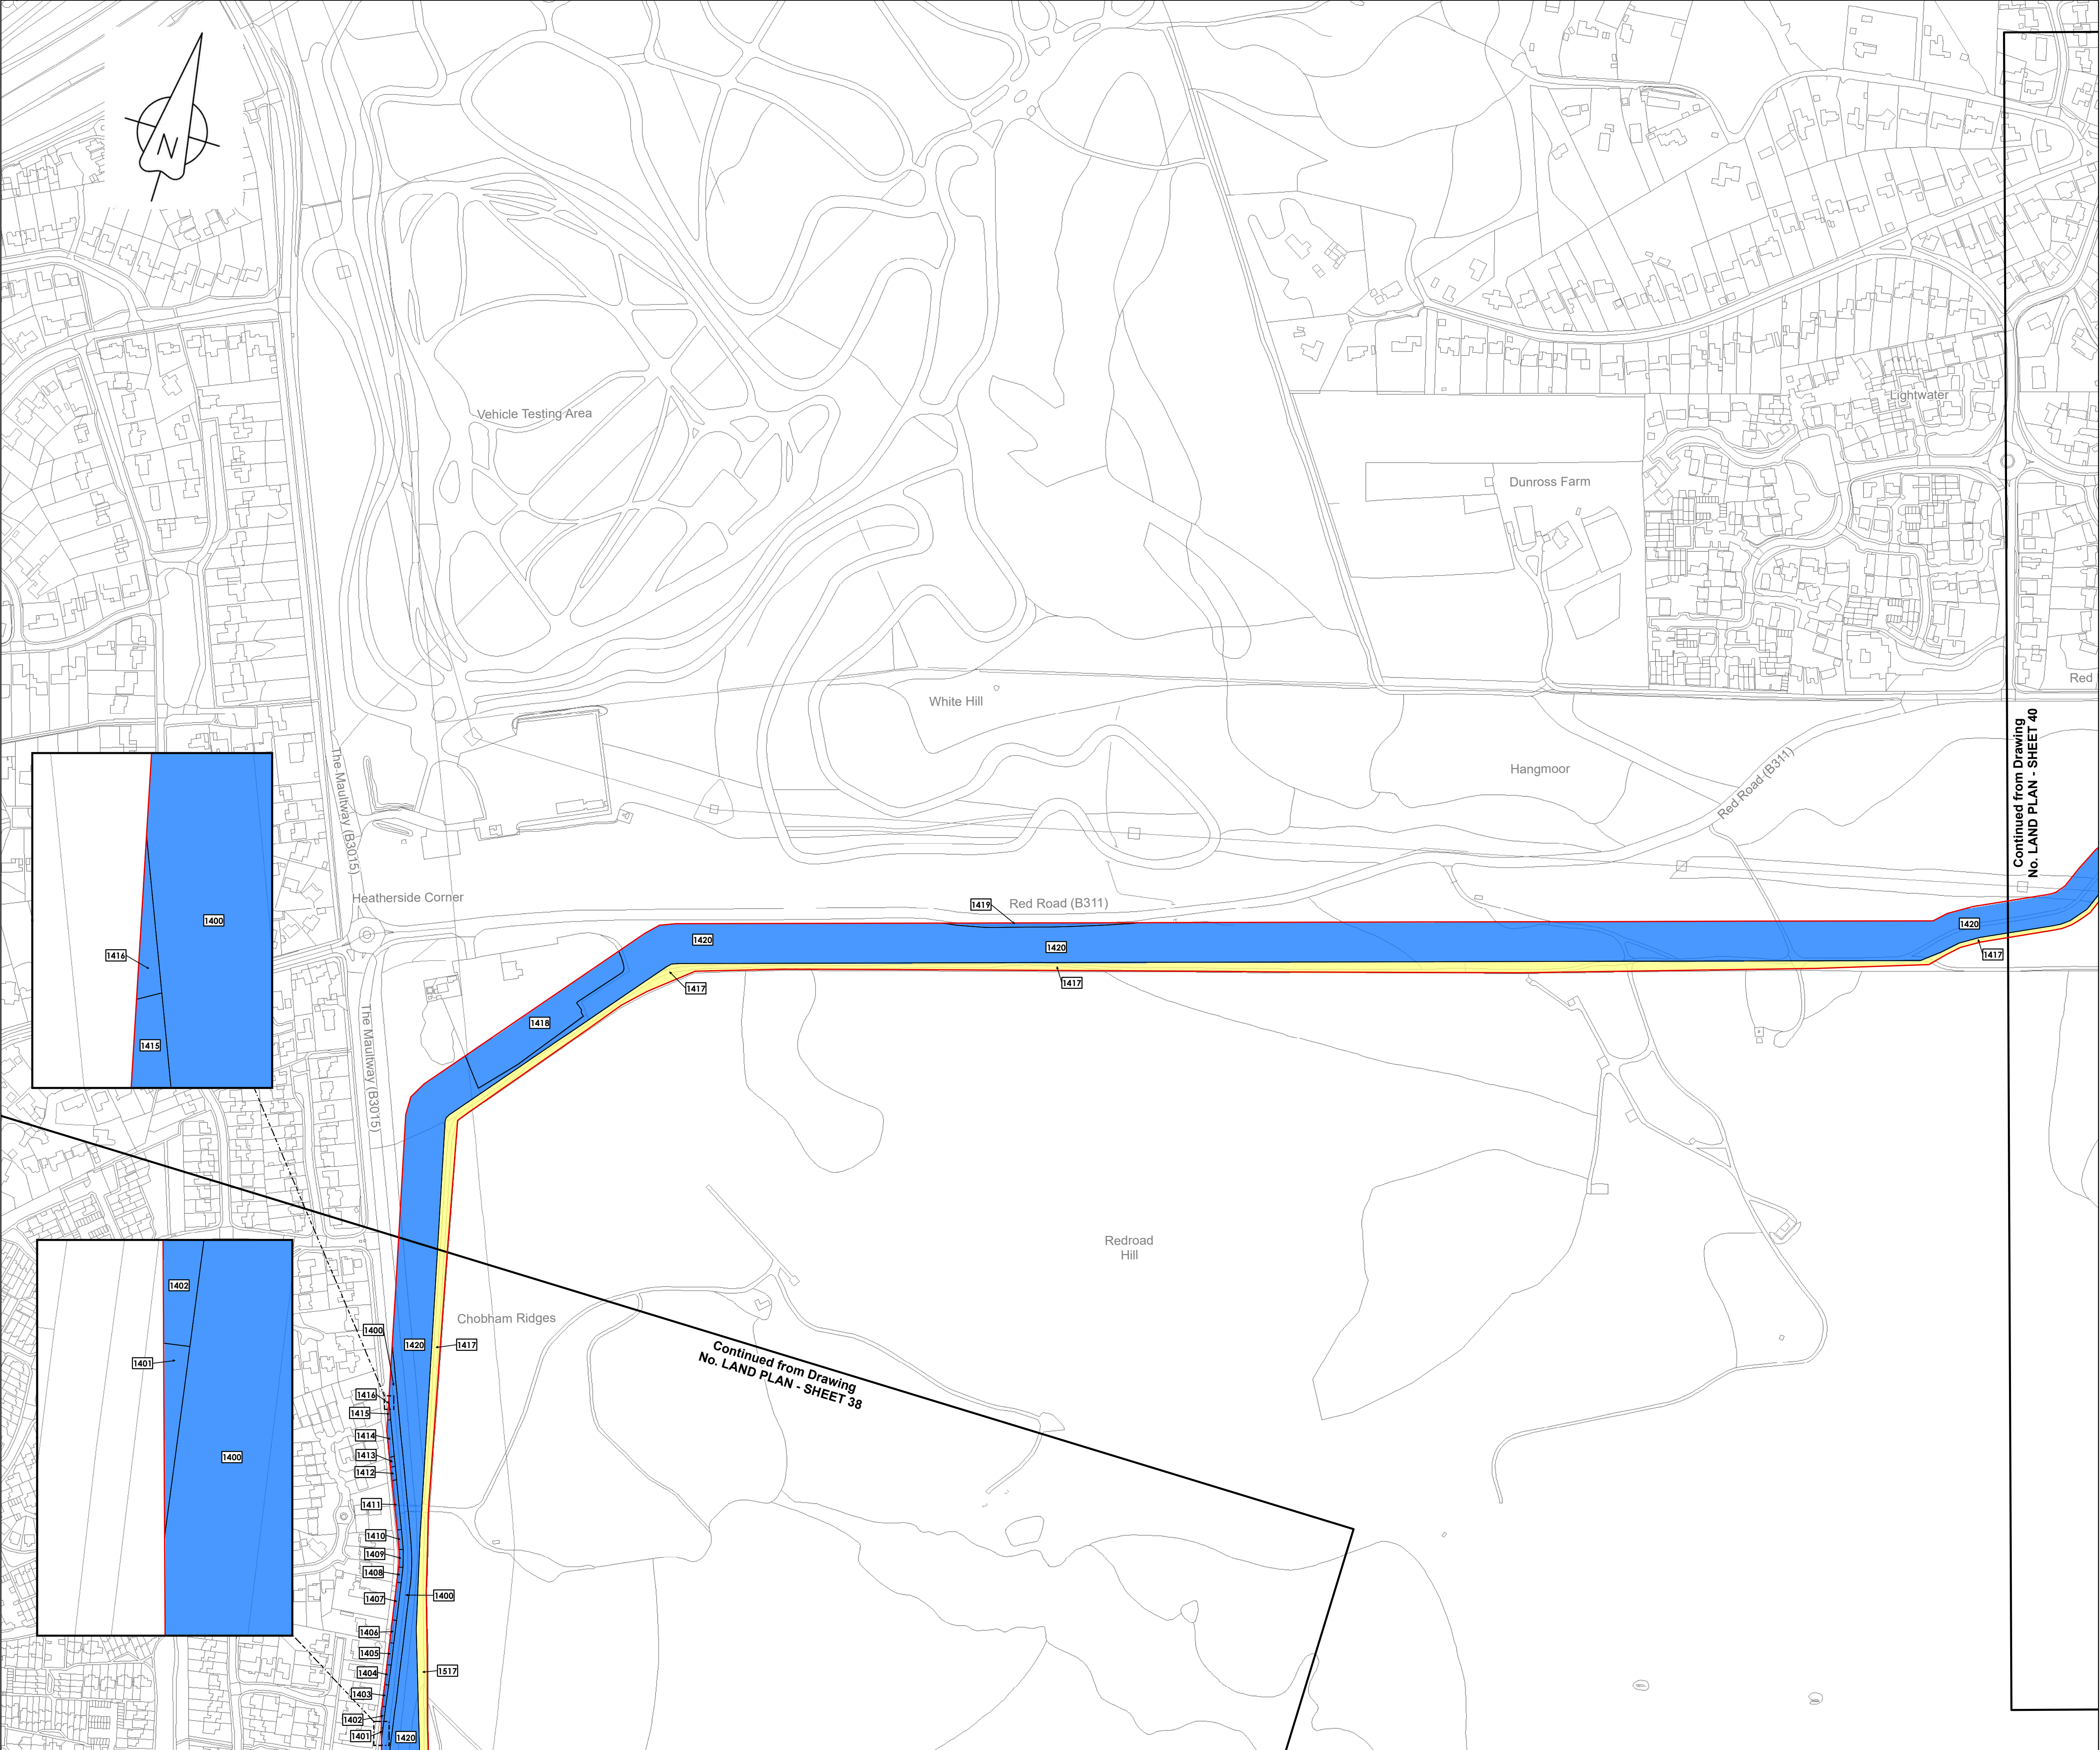 N
Vehicle Testing Area
Lightwater
Dunross Farm
Red
White Hill
The Maultway (B3015)
Hangmoor
Red Road (B311)
Continued from Drawing
No. LAND PLAN - SHEET 40
Heatherside Corner
1419
Red Road (B311)
1420
1420
1420
1417
1417
1417
1418
1400
1416
1415
The Maultway (B3015)
Redroad
Hill
1402
1401
1400
Chobham Ridges
1400
1420
1417
Continued from Drawing
No. LAND PLAN - SHEET 38
1416
1415
1414
1413
1412
1411
1410
1409
1408
1407
1400
1406
1405
1404
1517
1403
1402
1401
1420